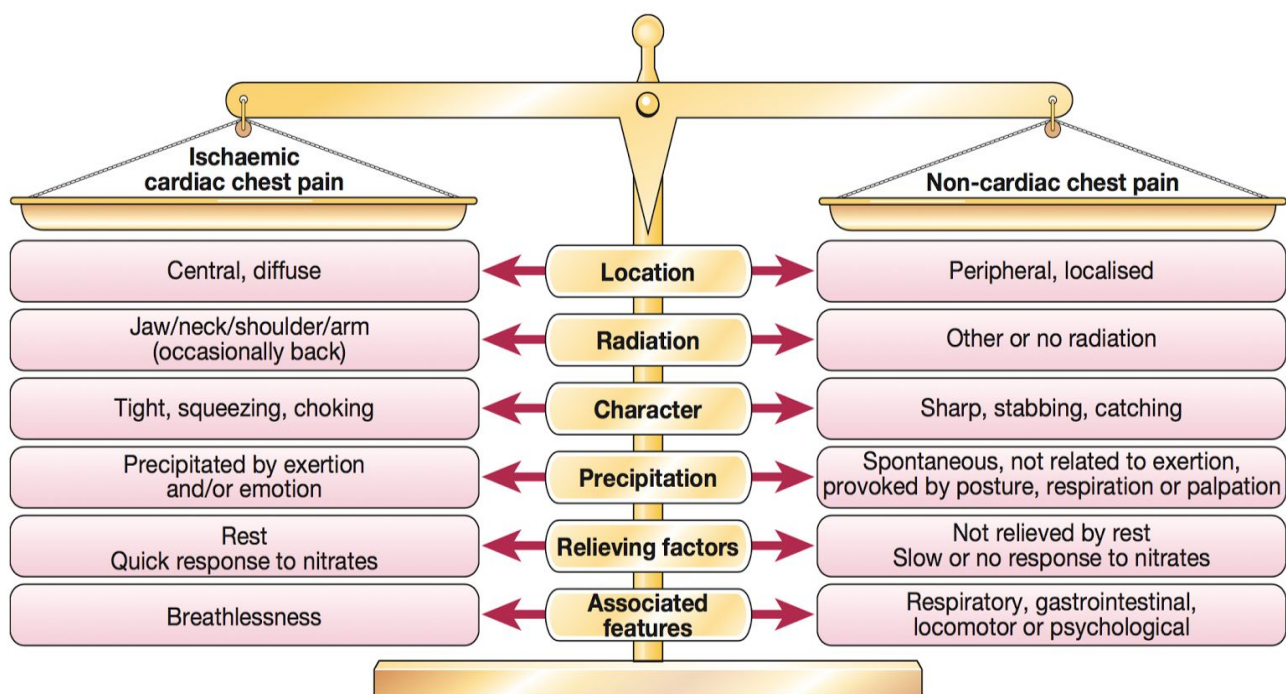 Ischaemic
cardiac chest pain
Non-cardiac chest pain
Central, diffuse
Location
Peripheral, localised
Jaw/neck/shoulder/arm
(occasionally back)
Radiation
Other or no radiation
Tight, squeezing, choking
Character
Sharp, stabbing, catching
Precipitated by exertion
and/or emotion
Precipitation
Spontaneous, not related to exertion,
provoked by posture, respiration or palpation
Rest
Quick response to nitrates
Relieving factors
Not relieved by rest
Slow or no response to nitrates
Breathlessness
Associated
features
Respiratory, gastrointestinal,
locomotor or psychological